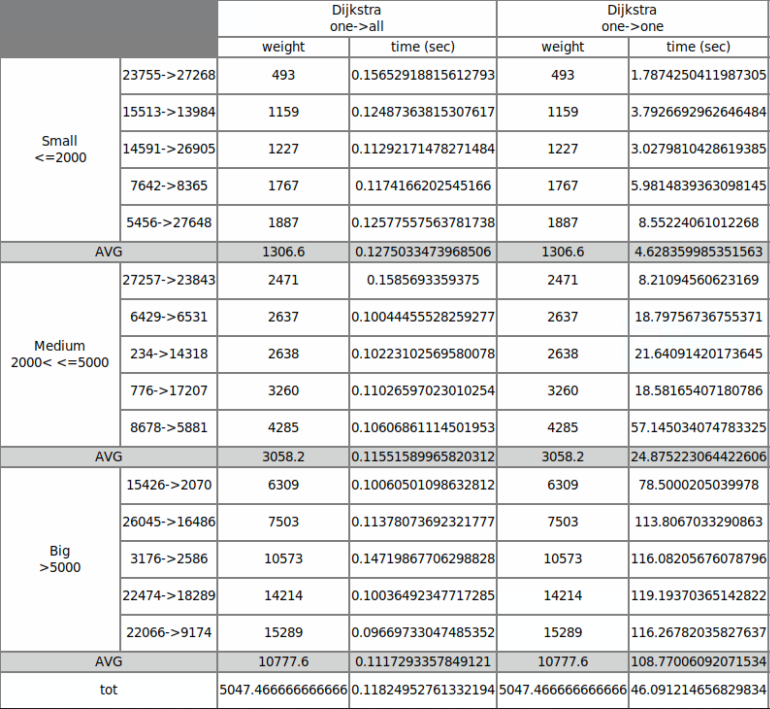 Dijkstra
one->all
Dijkstra
one->one
weight time (sec) weight time (sec)
Small
<=2000
23755->27268 493 0.15652918815612793 493 1.7874250411987305
15513->13984 1159 0.12487363815307617 1159 3.7926692962646484
14591->26905 1227 0.11292171478271484 1227 3.0279810428619385
7642->8365 1767 0.1174166202545166 1767 5.9814839363098145
5456->27648 1887 0.12577557563781738 1887 8.55224061012268
AVG 1306.6 0.1275033473968506 1306.6 4.628359985351563
Medium
2000< <=5000
27257->23843 2471 0.1585693359375 2471 8.21094560623169
6429->6531 2637 0.10044455528259277 2637 18.79756736755371
234->14318 2638 0.10223102569580078 2638 21.64091420173645
776->17207 3260 0.11026597023010254 3260 18.58165407180786
8678->5881 4285 0.10606861114501953 4285 57.145034074783325
AVG 3058.2 0.11551589965820312 3058.2 24.875223064422606
Big
>5000
15426->2070 6309 0.10060501098632812 6309 78.5000205039978
26045->16486 7503 0.11378073692321777 7503 113.8067033290863
3176->2586 10573 0.14719867706298828 10573 116.08205676078796
22474->18289 14214 0.10036492347717285 14214 119.19370365142822
22066->9174 15289 0.09669733047485352 15289 116.26782035827637
AVG 10777.6 0.1117293357849121 10777.6 108.77006092071534
tot 5047.466666666666 0.11824952761332194 5047.466666666666 46.091214656829834